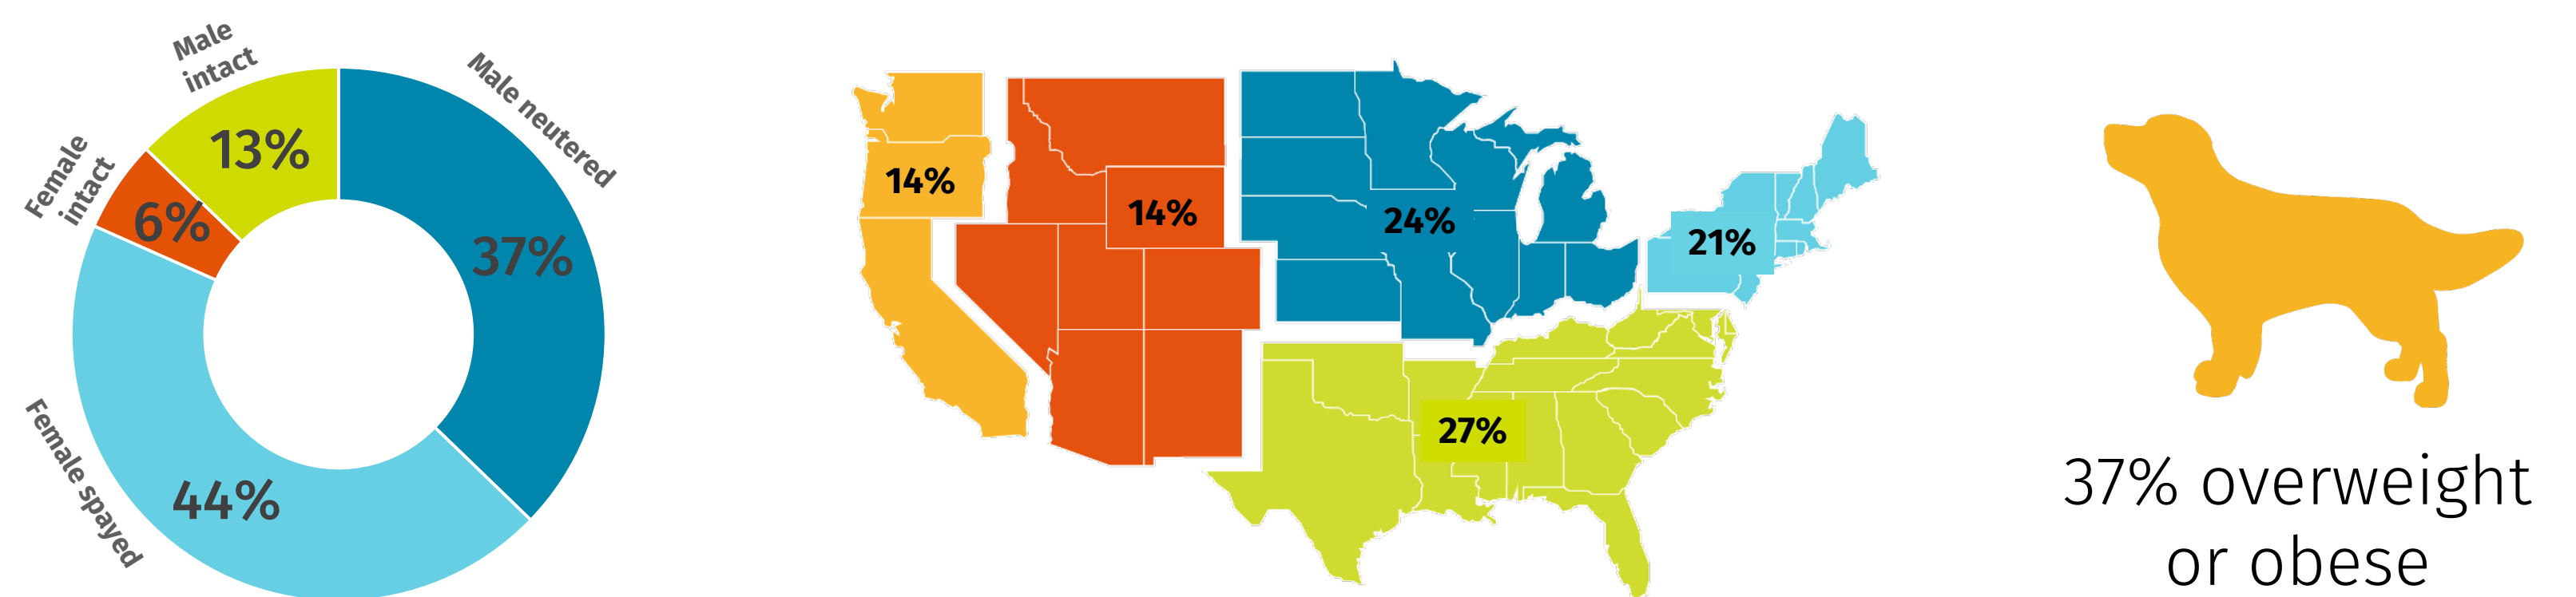 Male
intact
Male neutered
Female
intact
13%
6%
37%
44%
Female spayed
14%
14%
24%
21%
27%
37% overweight
or obese